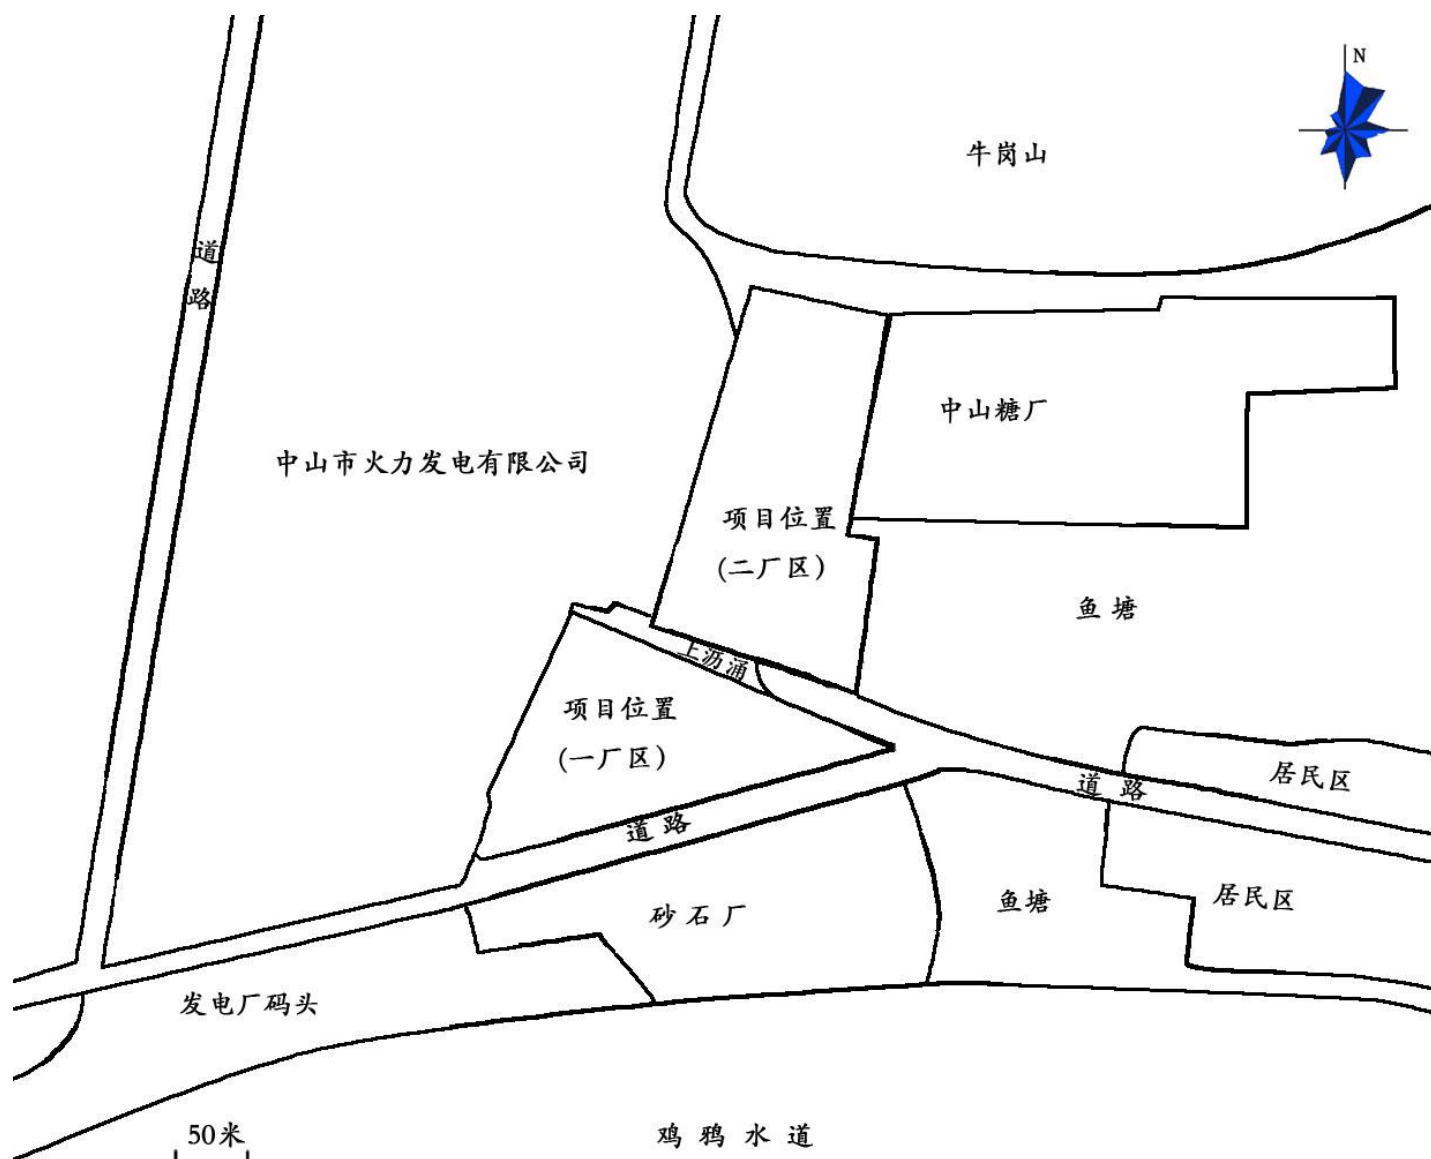 N
牛岗山
道
路
中山糖厂
中山市火力发电有限公司
项目位置
(二厂区)
鱼塘
上沥涌
项目位置
(一厂区)
居民区
道路
道路
居民区
鱼塘
砂石厂
发电厂码头
50米
鸡鸦水道